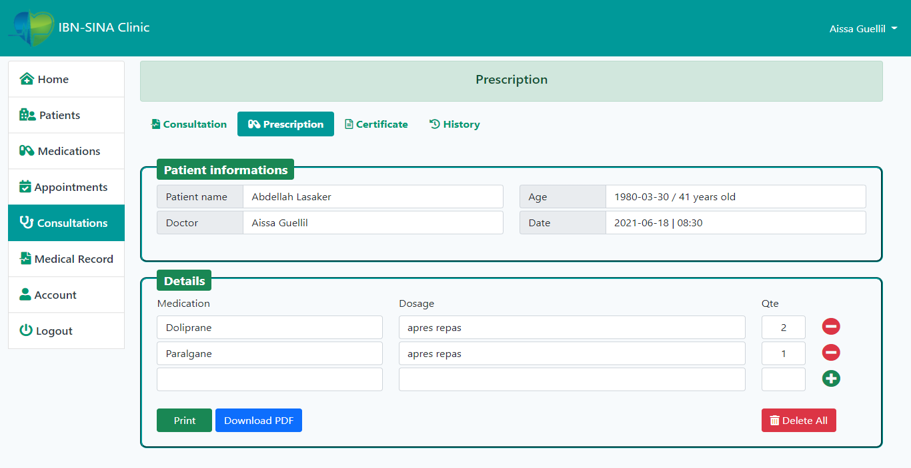 IBN-SINA Clinic
Aissa Guellil
Home
Patients
Medications
Appointments
Consultations
Medical Record
Account
Logout
Prescription
Consultation Prescription Certificate History
Patient informations
Patient name Abdellah Lasaker Age 1980-03-30 / 41 years old
Doctor Aissa Guellil Date 2021-06-18 | 08:30
Details
Medication Dosage Qte
Doliprane apres repas 2
Paralgane apres repas 1
Print Download PDF Delete All